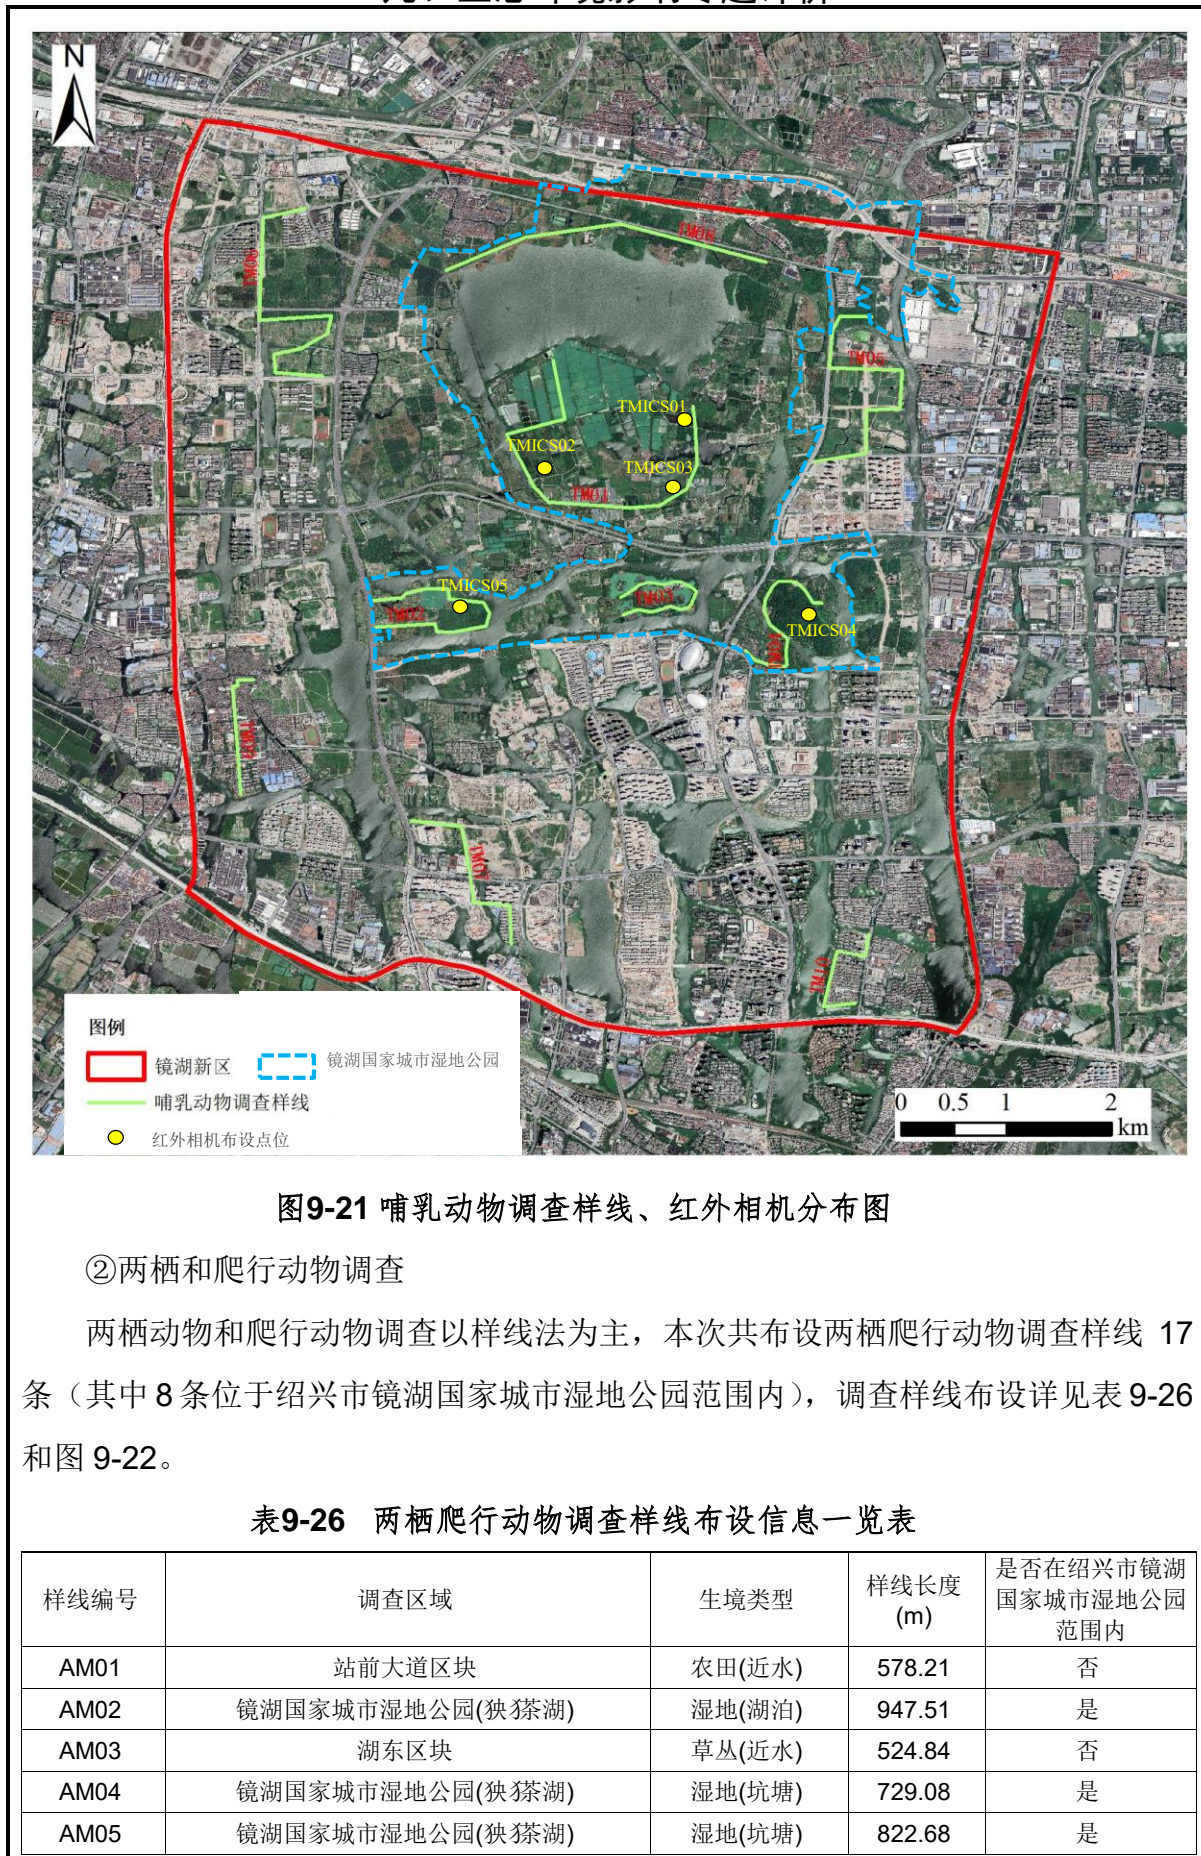 N
TM08
TMICS01
TMICS02
TMICS03
TM01
TM05
TMICS05
TM02
TM03
TMICS04
TM07
TM10
图例
镜湖新区 镜湖国家城市湿地公园
哺乳动物调查样线
红外相机布设点位
0 0.5 1 2
km
图9-21 哺乳动物调查样线、红外相机分布图
②两栖和爬行动物调查
两栖动物和爬行动物调查以样线法为主，本次共布设两栖爬行动物调查样线 17
条（其中 8 条位于绍兴市镜湖国家城市湿地公园范围内），调查样线布设详见表 9-26
和图 9-22。
表9-26 两栖爬行动物调查样线布设信息一览表
样线编号 调查区域 生境类型 样线长度(m) 是否在绍兴市镜湖国家城市湿地公园范围内
AM01 站前大道区块 农田(近水) 578.21 否
AM02 镜湖国家城市湿地公园(狭𤞚茶湖) 湿地(湖泊) 947.51 是
AM03 湖东区块 草丛(近水) 524.84 否
AM04 镜湖国家城市湿地公园(狭𤞚茶湖) 湿地(坑塘) 729.08 是
AM05 镜湖国家城市湿地公园(狭𤞚茶湖) 湿地(坑塘) 822.68 是